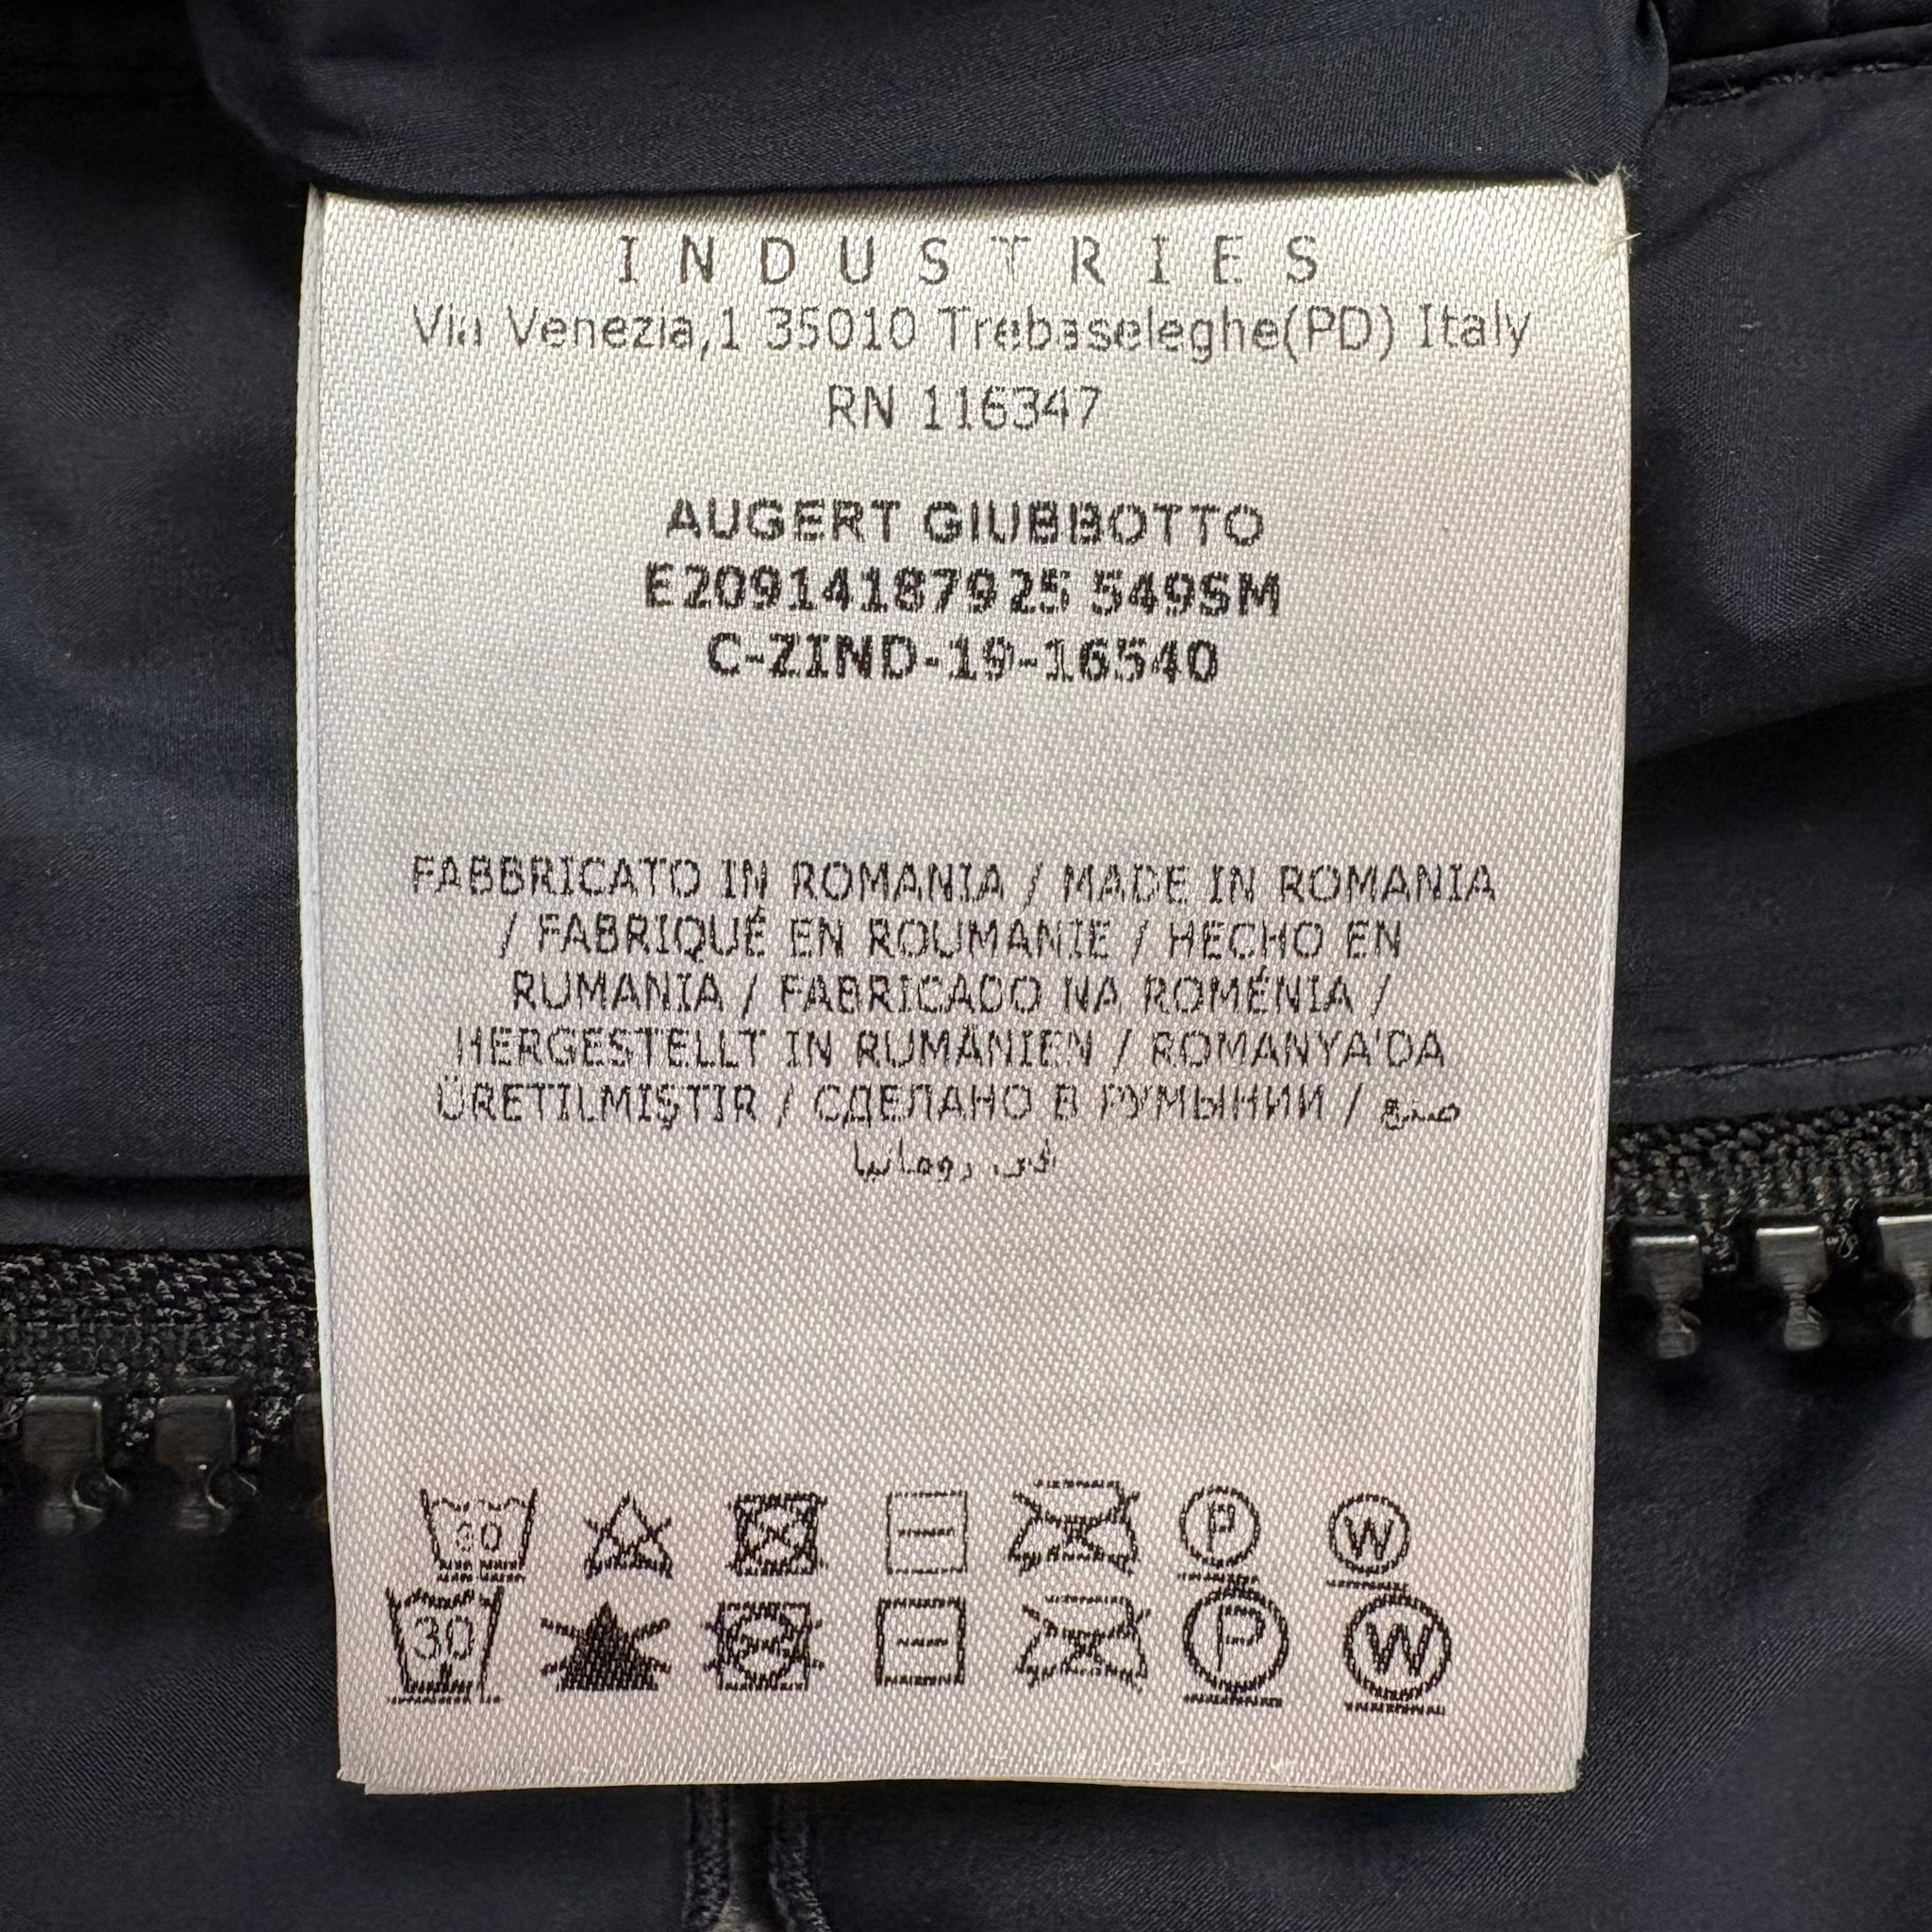 INDUSTRIES
Via Venezia,1 35010 Trebaseleghe(PD) Italy
RN 116347
AUGERT GIUBBOTTO
E20914187925 549SM
C-ZIND-19-16540
FABBRICATO IN ROMANIA / MADE IN ROMANIA
/ FABRIQUÉ EN ROUMANIE / HECHO EN
RUMANIA / FABRICADO NA ROMÉNIA /
HERGESTELLT IN RUMÄNIEN / ROMANYA'DA
ÜRETILMIŞTIR / СДЕЛАНО В РУМЫНИИ / صنع
في رومانيا
30 P W
30 P W